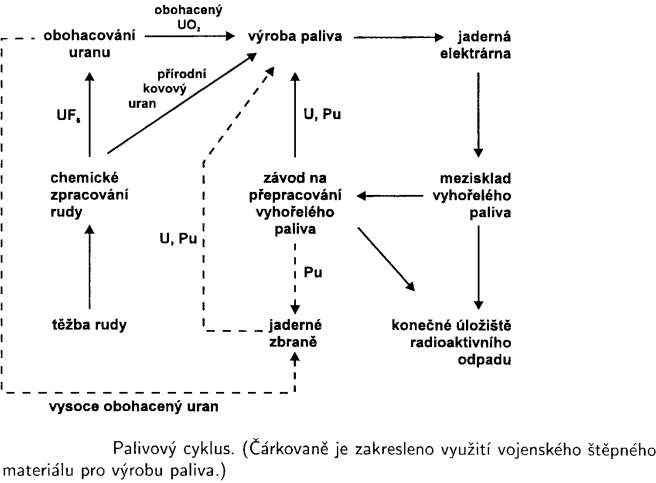 obohacený
UO₂
obohacování
uranu
výroba paliva
jaderná
elektrárna
přírodní
kovový
uran
UF₆
U, Pu
chemické
zpracování
rudy
závod na
přepracování
vyhořelého
paliva
mezisklad
vyhořelého
paliva
U, Pu
Pu
těžba rudy
jaderné
zbraně
konečné úložiště
radioaktivního
odpadu
vysoce obohacený uran
Palivový cyklus. (Čárkovaně je zakresleno využití vojenského štěpného
materiálu pro výrobu paliva.)